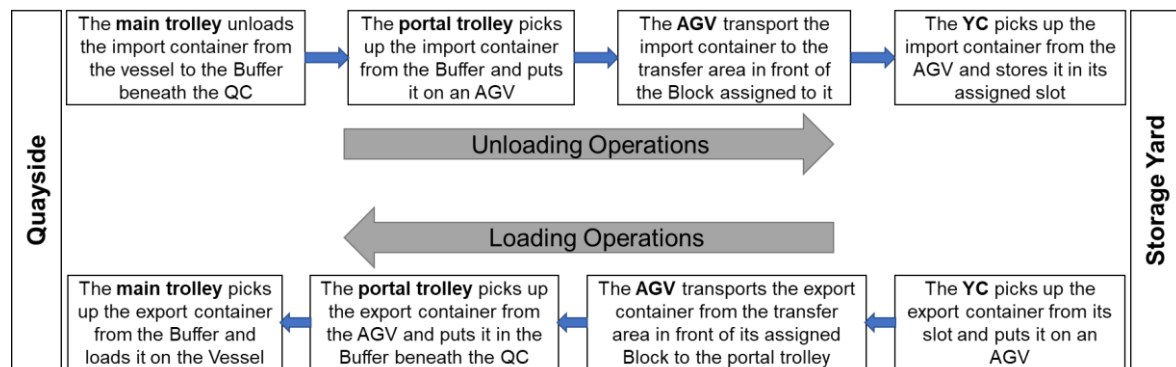 Quayside
The main trolley unloads
the import container from
the vessel to the Buffer
beneath the QC
The portal trolley picks
up the import container
from the Buffer and puts
it on an AGV
The AGV transport the
import container to the
transfer area in front of
the Block assigned to it
The YC picks up the
import container from the
AGV and stores it in its
assigned slot
Unloading Operations
Loading Operations
The main trolley picks
up the export container
from the Buffer and
loads it on the Vessel
The portal trolley picks up
the export container from
the AGV and puts it in the
Buffer beneath the QC
The AGV transports the export
container from the transfer
area in front of its assigned
Block to the portal trolley
The YC picks up the
export container from its
slot and puts it on an
AGV
Storage Yard